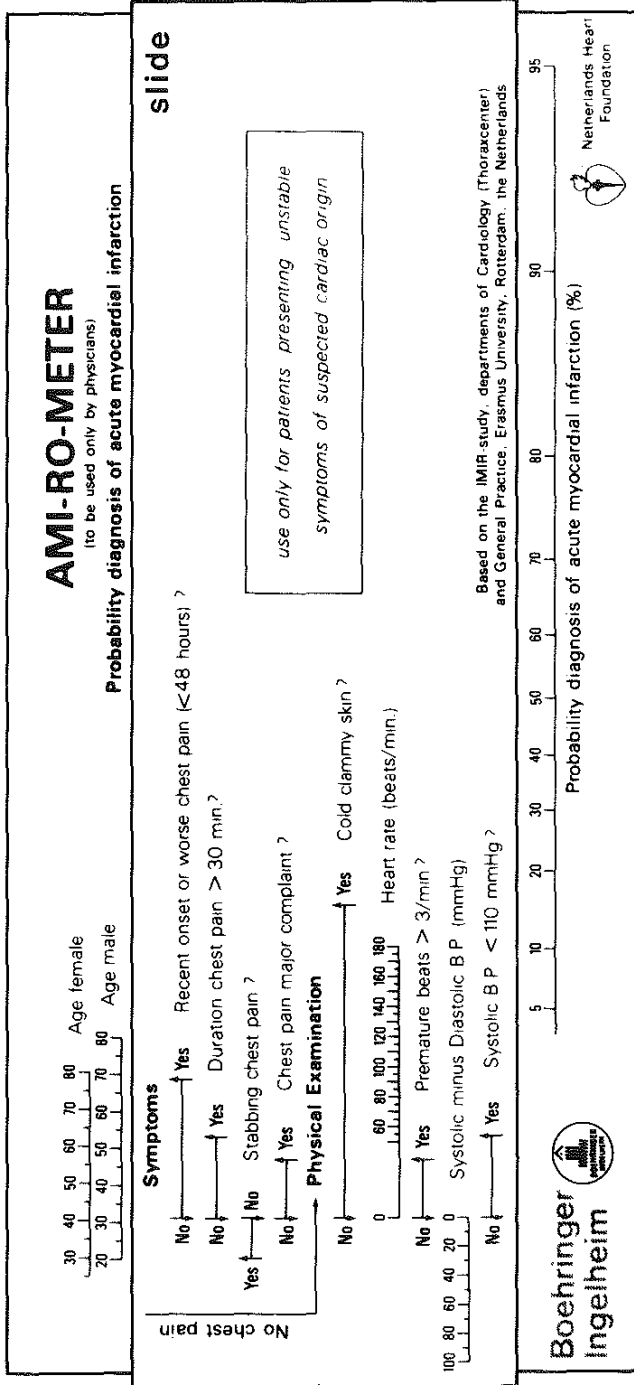 AMI-RO-METER
(to be used only by physicians)
Probability diagnosis of acute myocardial infarction
30 40 50 60 70 80 Age female
20 30 40 50 60 70 80 Age male
slide
Symptoms
No Yes Recent onset or worse chest pain (<48 hours) ?
No Yes Duration chest pain > 30 min.?
Yes No Stabbing chest pain ?
No Yes Chest pain major complaint ?
No chest pain
Physical Examination
No Yes Cold clammy skin ?
0 60 80 100 120 140 160 180 Heart rate (beats/min.)
No Yes Premature beats > 3/min ?
100 80 60 40 20 0 Systolic minus Diastolic B P (mmHg)
No Yes Systolic B P < 110 mmHg ?
use only for patients presenting unstable
symptoms of suspected cardiac origin
Based on the IMIR-study, departments of Cardiology (Thoraxcenter)
and General Practice, Erasmus University, Rotterdam, the Netherlands
5 10 20 30 40 50 60 70 80 90 95
Probability diagnosis of acute myocardial infarction (%)
Boehringer
Ingelheim
Netherlands Heart
Foundation